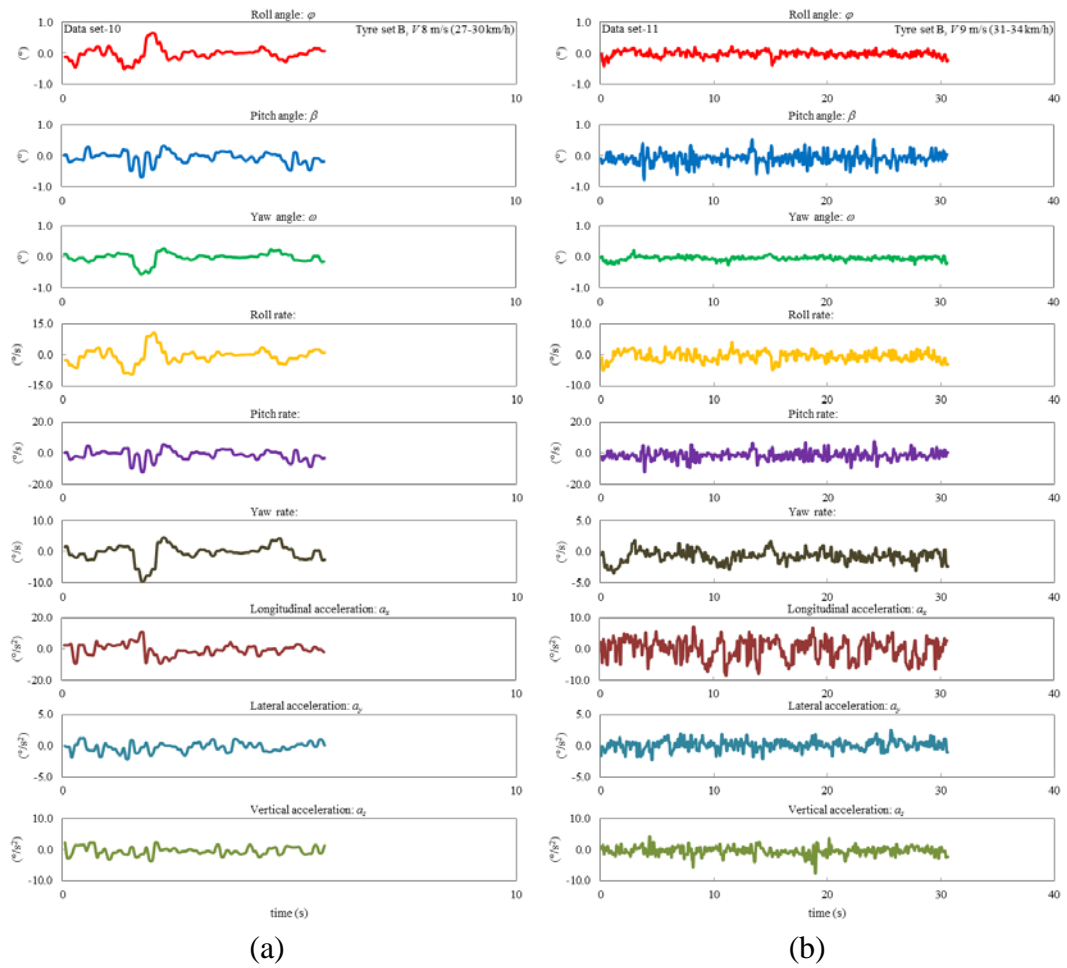 Roll angle: φ
Data set-10 Tyre set B, V 8 m/s (27-30 km/h)
1.0
0.0
-1.0
(°)
0 10
Pitch angle: β
1.0
0.0
-1.0
(°)
0 10
Yaw angle: ω
1.0
0.0
-1.0
(°)
0 10
Roll rate:
15.0
0.0
-15.0
(°/s)
0 10
Pitch rate:
20.0
0.0
-20.0
(°/s)
0 10
Yaw rate:
10.0
0.0
-10.0
(°/s)
0 10
Longitudinal acceleration: aₓ
20.0
0.0
-20.0
(°/s²)
0 10
Lateral acceleration: a_y
5.0
0.0
-5.0
(°/s²)
0 10
Vertical acceleration: a_z
10.0
0.0
-10.0
(°/s²)
0 10
time (s)
(a)
Roll angle: φ
Data set-11 Tyre set B, V 9 m/s (31-34 km/h)
1.0
0.0
-1.0
(°)
0 10 20 30 40
Pitch angle: β
1.0
0.0
-1.0
(°)
0 10 20 30 40
Yaw angle: ω
1.0
0.0
-1.0
(°)
0 10 20 30 40
Roll rate:
10.0
0.0
-10.0
(°/s)
0 10 20 30 40
Pitch rate:
20.0
0.0
-20.0
(°/s)
0 10 20 30 40
Yaw rate:
5.0
0.0
-5.0
(°/s)
0 10 20 30 40
Longitudinal acceleration: aₓ
10.0
0.0
-10.0
(°/s²)
0 10 20 30 40
Lateral acceleration: a_y
5.0
0.0
-5.0
(°/s²)
0 10 20 30 40
Vertical acceleration: a_z
10.0
0.0
-10.0
(°/s²)
0 10 20 30 40
time (s)
(b)